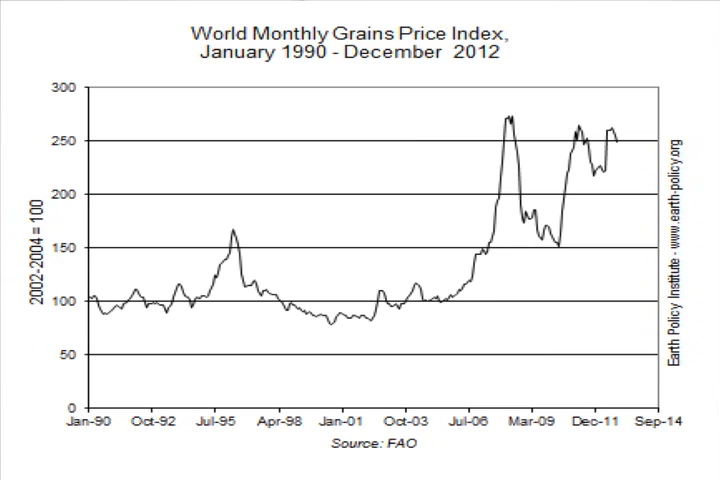 World Monthly Grains Price Index,
January 1990 - December 2012
300
250
200
150
100
50
0
2002-2004 = 100
Jan-90 Oct-92 Jul-95 Apr-98 Jan-01 Oct-03 Jul-06 Mar-09 Dec-11 Sep-14
Source: FAO
Earth Policy Institute - www.earth-policy.org